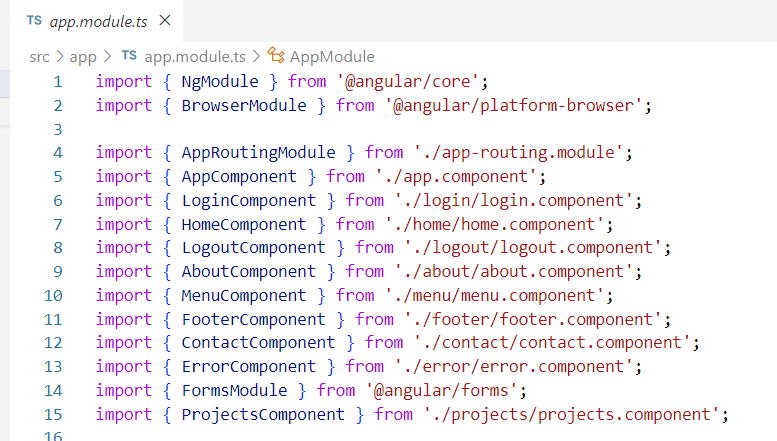 TS app.module.ts ×
src > app > TS app.module.ts > AppModule
1 import { NgModule } from '@angular/core';
2 import { BrowserModule } from '@angular/platform-browser';
3
4 import { AppRoutingModule } from './app-routing.module';
5 import { AppComponent } from './app.component';
6 import { LoginComponent } from './login/login.component';
7 import { HomeComponent } from './home/home.component';
8 import { LogoutComponent } from './logout/logout.component';
9 import { AboutComponent } from './about/about.component';
10 import { MenuComponent } from './menu/menu.component';
11 import { FooterComponent } from './footer/footer.component';
12 import { ContactComponent } from './contact/contact.component';
13 import { ErrorComponent } from './error/error.component';
14 import { FormsModule } from '@angular/forms';
15 import { ProjectsComponent } from './projects/projects.component';
16